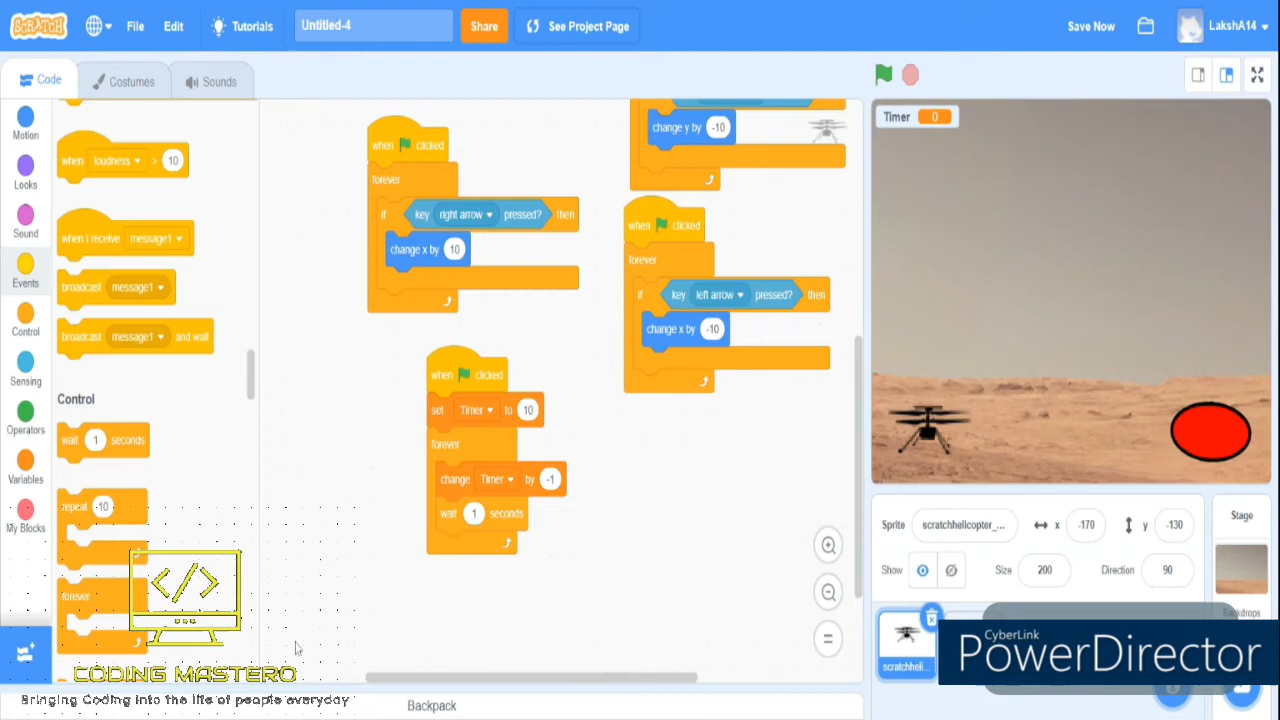 SCRATCH
File
Edit
Tutorials
Untitled-4
Share
See Project Page
Save Now
LakshA14
Code
Costumes
Sounds
Motion
Looks
Sound
Events
Control
Sensing
Operators
Variables
My Blocks
when loudness > 10
when I receive message1
broadcast message1
broadcast message1 and wait
Control
wait 1 seconds
repeat 10
forever
when clicked
forever
if key right arrow pressed? then
change x by 10
change y by -10
when clicked
forever
if key left arrow pressed? then
change x by -10
when clicked
set Timer to 10
forever
change Timer by -1
wait 1 seconds
Timer 0
Sprite scratchhelicopter_... x -170 y -130
Show Size 200 Direction 90
scratchheli...
Stage
Backdrops
Backpack
CODING MASTERO
Bringing Coding into the life of people everyday
CyberLink
PowerDirector